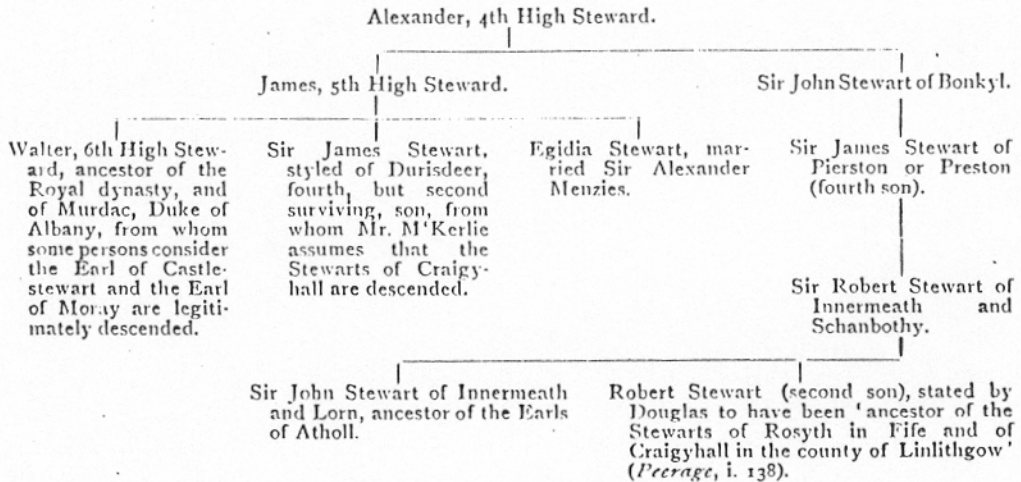 Alexander, 4th High Steward.
James, 5th High Steward.
Sir John Stewart of Bonkyl.
Walter, 6th High Stew-
ard, ancestor of the
Royal dynasty, and
of Murdac, Duke of
Albany, from whom
some persons consider
the Earl of Castle-
stewart and the Earl
of Moray are legiti-
mately descended.
Sir James Stewart,
styled of Durisdeer,
fourth, but second
surviving, son, from
whom Mr. M'Kerlie
assumes that the
Stewarts of Craigy-
hall are descended.
Egidia Stewart, mar-
ried Sir Alexander
Menzies.
Sir James Stewart of
Pierston or Preston
(fourth son).
Sir Robert Stewart of
Innermeath and
Schanbothy.
Sir John Stewart of Innermeath
and Lorn, ancestor of the Earls
of Atholl.
Robert Stewart (second son), stated by
Douglas to have been 'ancestor of the
Stewarts of Rosyth in Fife and of
Craigyhall in the county of Linlithgow'
(Peerage, i. 138).